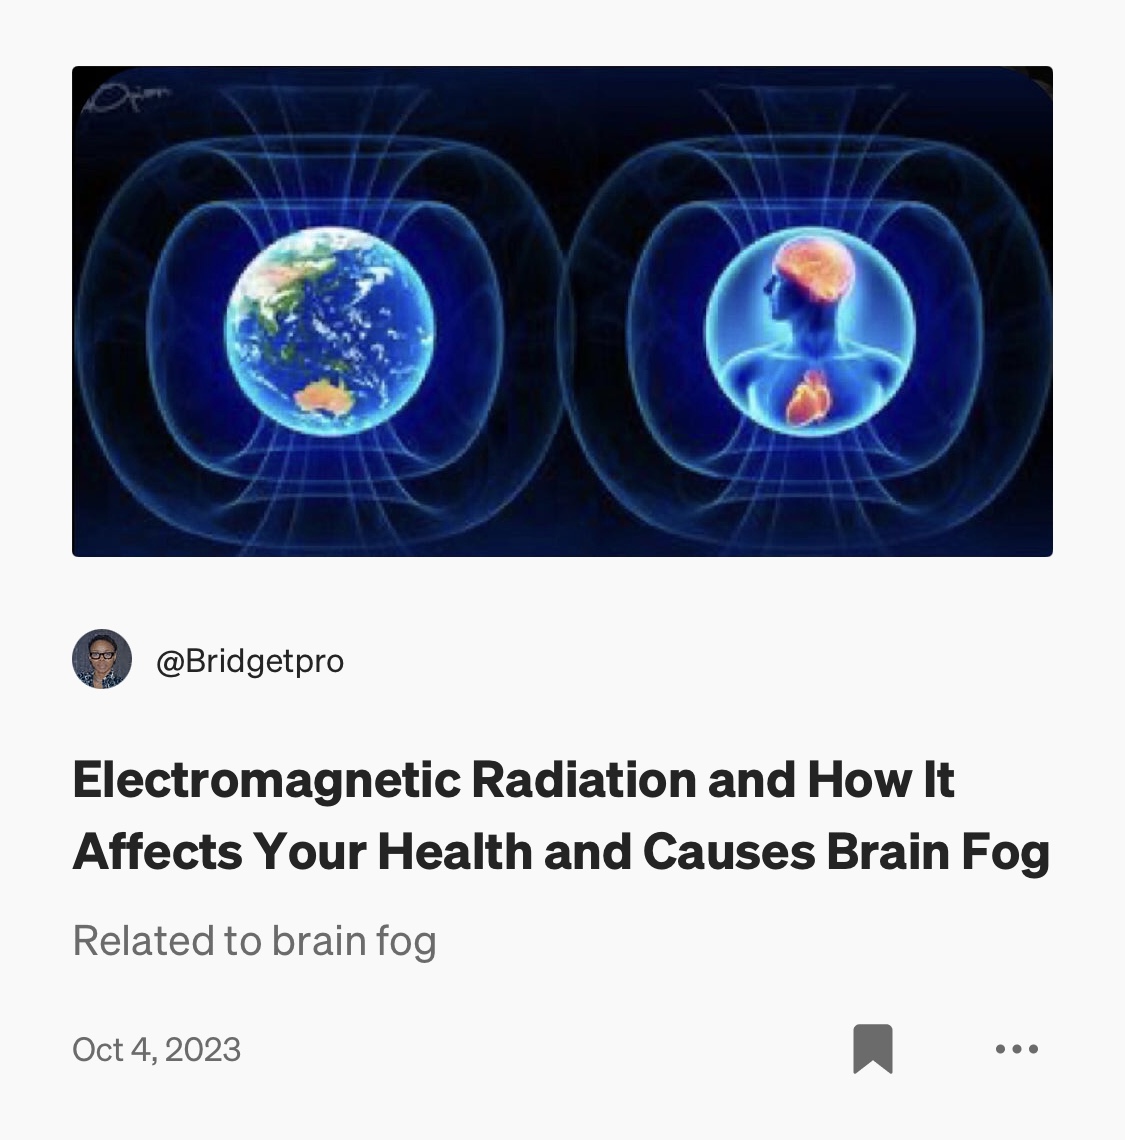 @Bridgetpro
Electromagnetic Radiation and How It
Affects Your Health and Causes Brain Fog
Related to brain fog
Oct 4, 2023